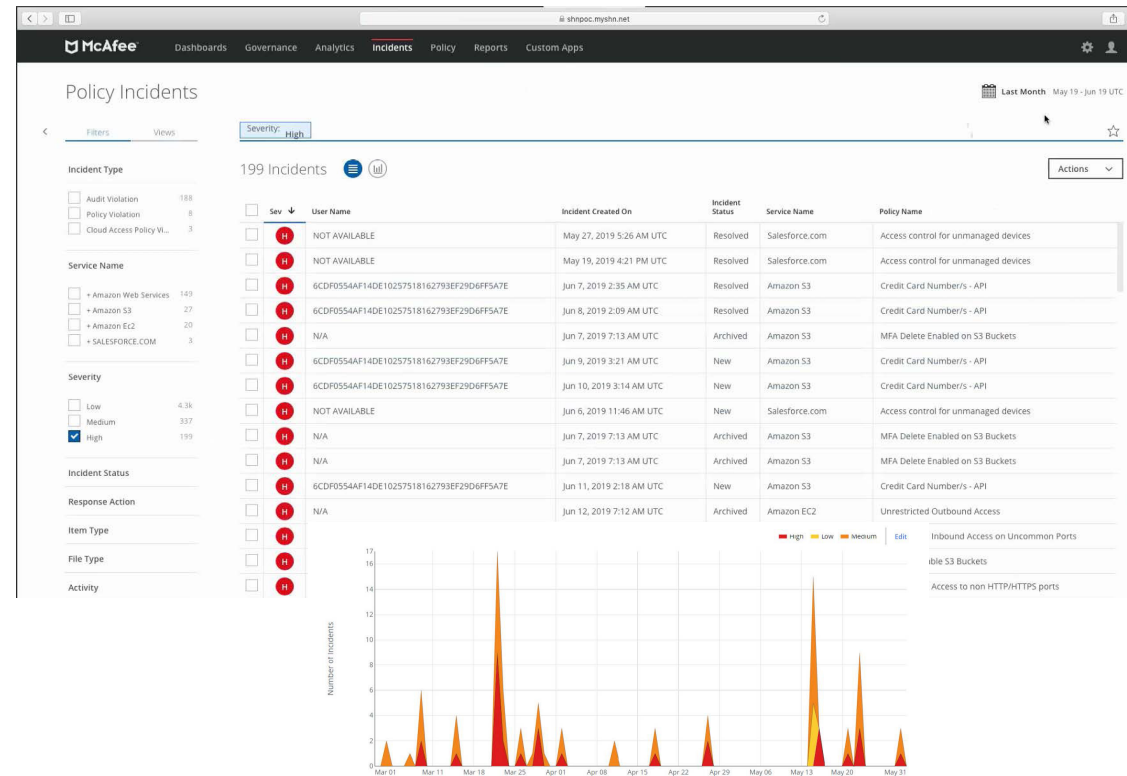 shnpoc.myshn.net
McAfee Dashboards Governance Analytics Incidents Policy Reports Custom Apps
Policy Incidents
Last Month May 19 - Jun 19 UTC
Filters Views
Severity: High
199 Incidents
Actions
Incident Type
Audit Violation 188
Policy Violation 8
Cloud Access Policy Vi... 3
Service Name
+ Amazon Web Services 149
+ Amazon S3 27
+ Amazon Ec2 20
+ SALESFORCE.COM 3
Severity
Low 4.3k
Medium 337
High 199
Incident Status
Response Action
Item Type
File Type
Activity
Sev User Name Incident Created On Incident Status Service Name Policy Name
H NOT AVAILABLE May 27, 2019 5:26 AM UTC Resolved Salesforce.com Access control for unmanaged devices
H NOT AVAILABLE May 19, 2019 4:21 PM UTC Resolved Salesforce.com Access control for unmanaged devices
H 6CDF0554AF14DE10257518162793EF29D6FF5A7E Jun 7, 2019 2:35 AM UTC Resolved Amazon S3 Credit Card Number/s - API
H 6CDF0554AF14DE10257518162793EF29D6FF5A7E Jun 8, 2019 2:09 AM UTC Resolved Amazon S3 Credit Card Number/s - API
H N/A Jun 7, 2019 7:13 AM UTC Archived Amazon S3 MFA Delete Enabled on S3 Buckets
H 6CDF0554AF14DE10257518162793EF29D6FF5A7E Jun 9, 2019 3:21 AM UTC New Amazon S3 Credit Card Number/s - API
H 6CDF0554AF14DE10257518162793EF29D6FF5A7E Jun 10, 2019 3:14 AM UTC New Amazon S3 Credit Card Number/s - API
H NOT AVAILABLE Jun 6, 2019 11:46 AM UTC New Salesforce.com Access control for unmanaged devices
H N/A Jun 7, 2019 7:13 AM UTC Archived Amazon S3 MFA Delete Enabled on S3 Buckets
H N/A Jun 7, 2019 7:13 AM UTC Archived Amazon S3 MFA Delete Enabled on S3 Buckets
H 6CDF0554AF14DE10257518162793EF29D6FF5A7E Jun 11, 2019 2:18 AM UTC New Amazon S3 Credit Card Number/s - API
H N/A Jun 12, 2019 7:12 AM UTC Archived Amazon EC2 Unrestricted Outbound Access
H Inbound Access on Uncommon Ports
H able S3 Buckets
H Access to non HTTP/HTTPS ports
High Low Medium Edit
Number of Incidents
17
16
14
12
10
8
6
4
2
0
Mar 01 Mar 11 Mar 18 Mar 25 Apr 01 Apr 08 Apr 15 Apr 22 Apr 29 May 06 May 13 May 20 May 31